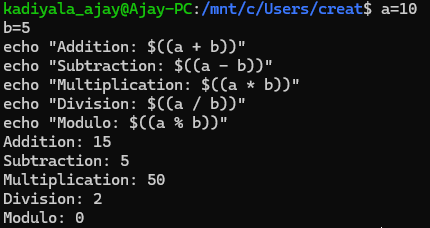 kadiyala_ajay@Ajay-PC:/mnt/c/Users/creat$ a=10
b=5
echo "Addition: $((a + b))"
echo "Subtraction: $((a - b))"
echo "Multiplication: $((a * b))"
echo "Division: $((a / b))"
echo "Modulo: $((a % b))"
Addition: 15
Subtraction: 5
Multiplication: 50
Division: 2
Modulo: 0